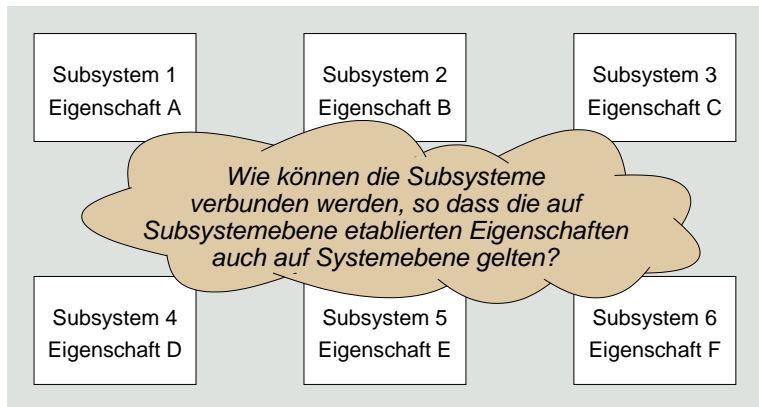 Subsystem 1
Eigenschaft A
Subsystem 2
Eigenschaft B
Subsystem 3
Eigenschaft C
Wie können die Subsysteme
verbunden werden, so dass die auf
Subsystemebene etablierten Eigenschaften
auch auf Systemebene gelten?
Subsystem 4
Eigenschaft D
Subsystem 5
Eigenschaft E
Subsystem 6
Eigenschaft F